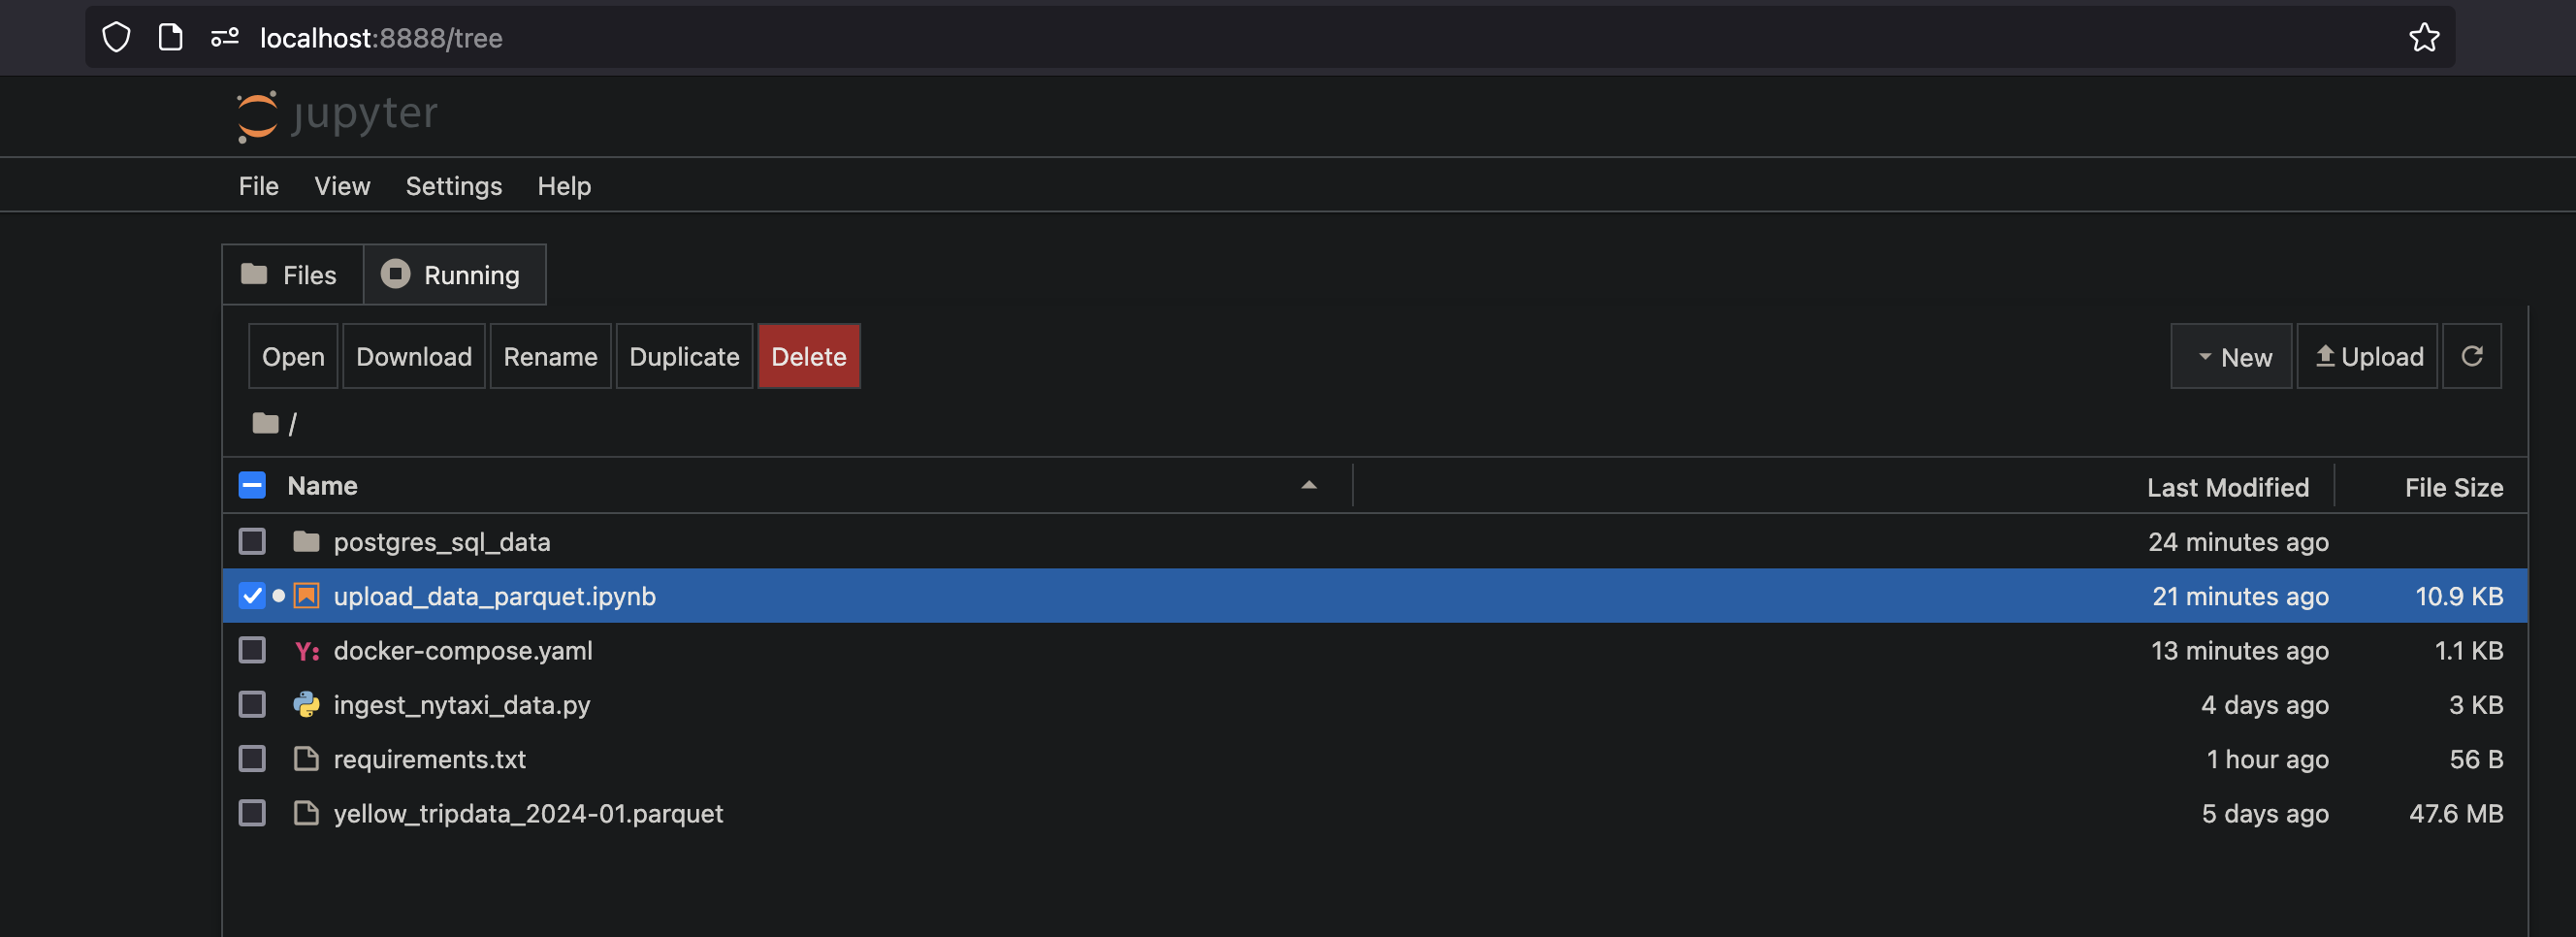 localhost:8888/tree
jupyter
File View Settings Help
Files Running
Open Download Rename Duplicate Delete New Upload
/
Name Last Modified File Size
postgres_sql_data 24 minutes ago
upload_data_parquet.ipynb 21 minutes ago 10.9 KB
Y: docker-compose.yaml 13 minutes ago 1.1 KB
ingest_nytaxi_data.py 4 days ago 3 KB
requirements.txt 1 hour ago 56 B
yellow_tripdata_2024-01.parquet 5 days ago 47.6 MB